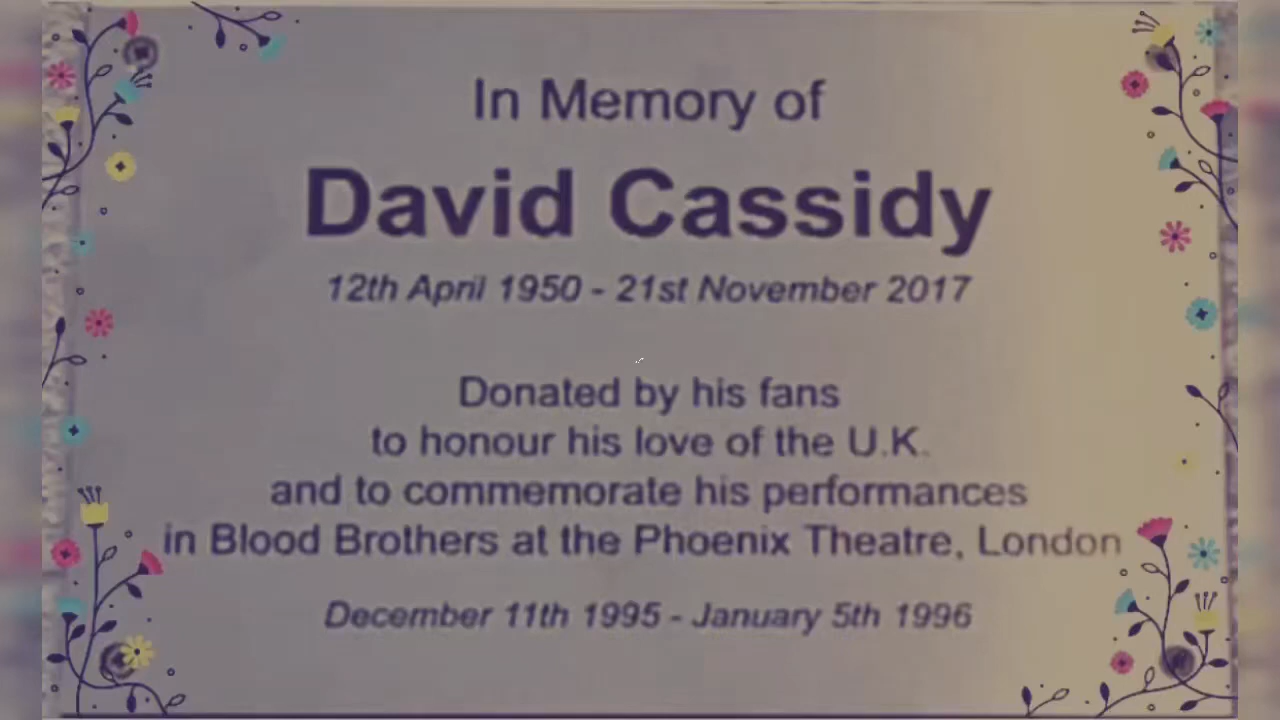 In Memory of
David Cassidy
12th April 1950 - 21st November 2017
Donated by his fans
to honour his love of the U.K.
and to commemorate his performances
in Blood Brothers at the Phoenix Theatre, London
December 11th 1995 - January 5th 1996